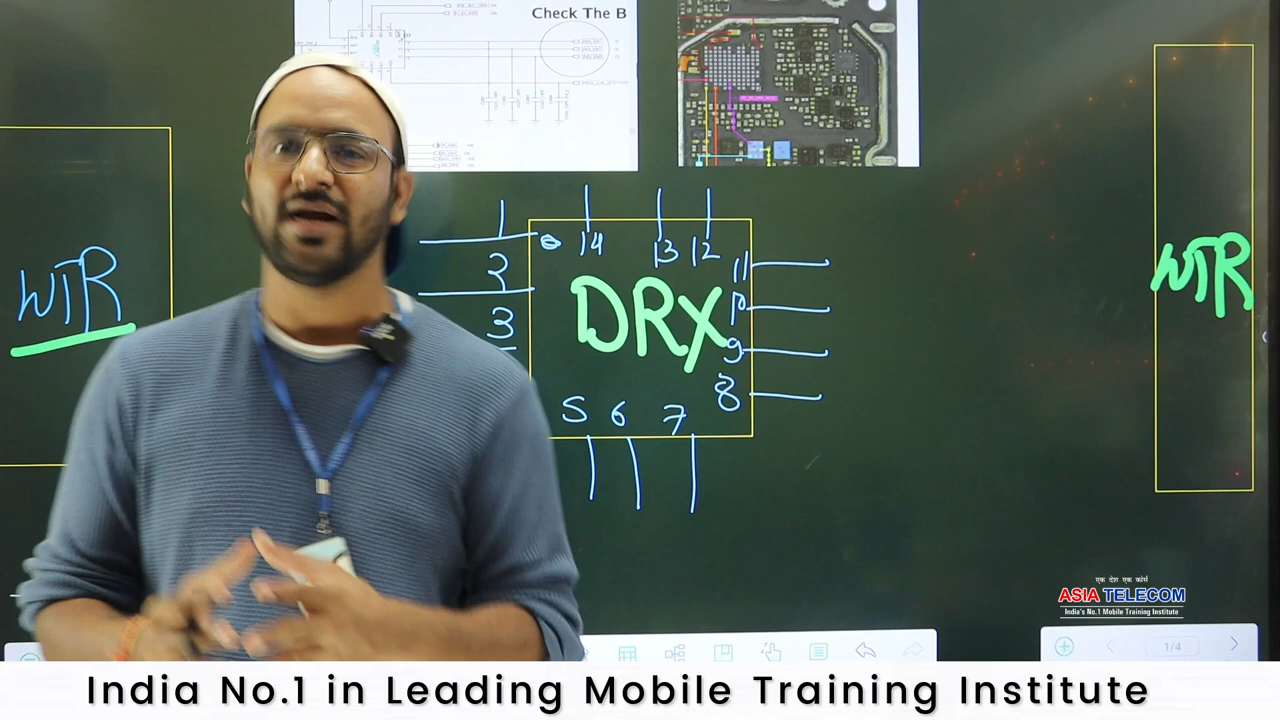 Check The B
WTR
1
3
3
14
13
12
11
10
9
8
DRX
5
6
7
WTR
एक देश एक कोर्स
ASIA TELECOM
India's No.1 Mobile Training Institute
1/4
India No.1 in Leading Mobile Training Institute